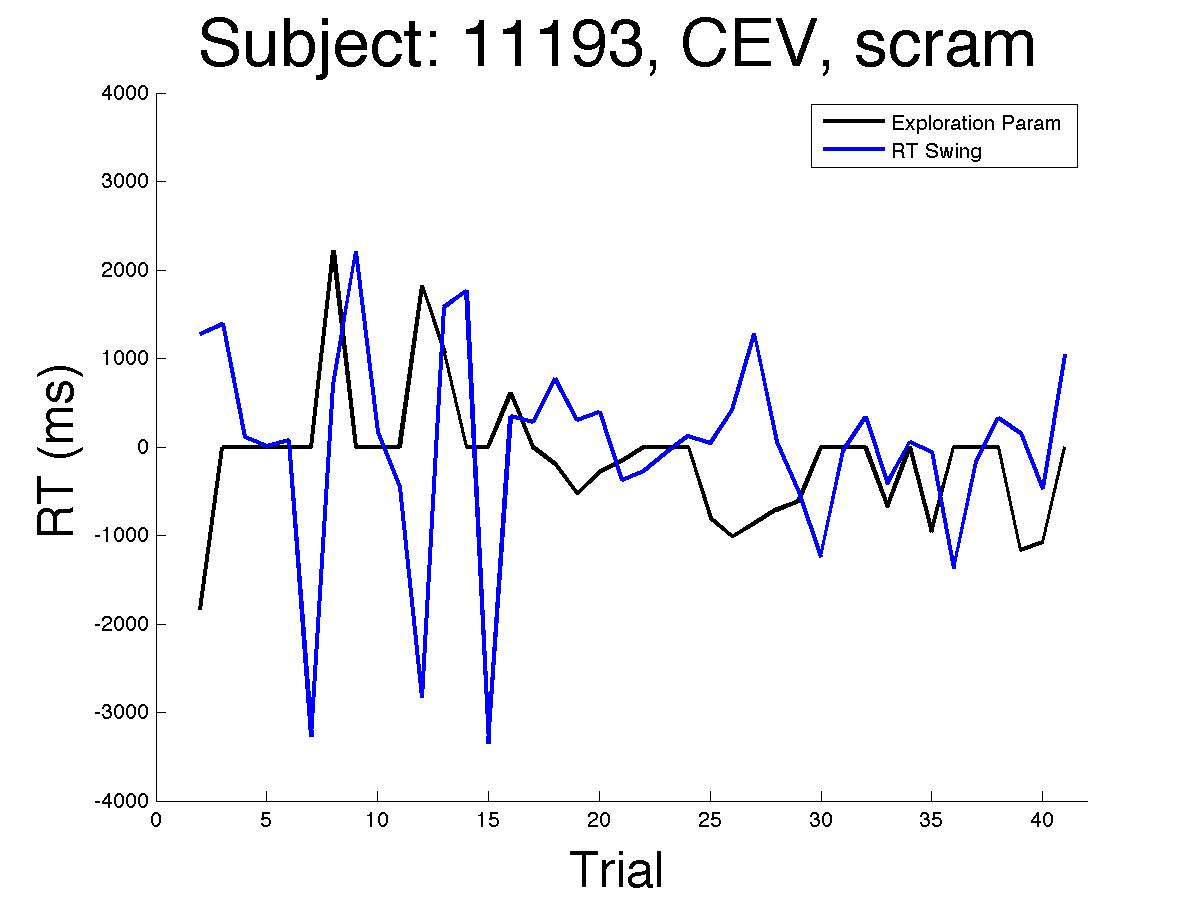 Subject: 11193, CEV, scram
4000
3000
2000
1000
0
-1000
-2000
-3000
-4000
RT (ms)
Exploration Param
RT Swing
0 5 10 15 20 25 30 35 40
Trial